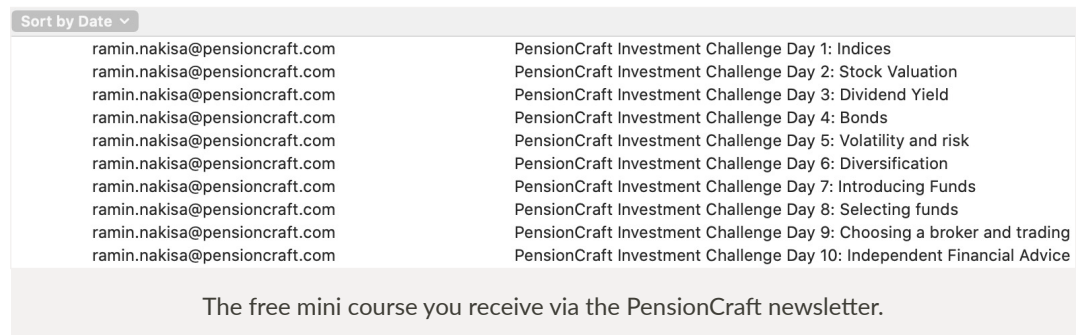 Sort by Date
ramin.nakisa@pensioncraft.com PensionCraft Investment Challenge Day 1: Indices
ramin.nakisa@pensioncraft.com PensionCraft Investment Challenge Day 2: Stock Valuation
ramin.nakisa@pensioncraft.com PensionCraft Investment Challenge Day 3: Dividend Yield
ramin.nakisa@pensioncraft.com PensionCraft Investment Challenge Day 4: Bonds
ramin.nakisa@pensioncraft.com PensionCraft Investment Challenge Day 5: Volatility and risk
ramin.nakisa@pensioncraft.com PensionCraft Investment Challenge Day 6: Diversification
ramin.nakisa@pensioncraft.com PensionCraft Investment Challenge Day 7: Introducing Funds
ramin.nakisa@pensioncraft.com PensionCraft Investment Challenge Day 8: Selecting funds
ramin.nakisa@pensioncraft.com PensionCraft Investment Challenge Day 9: Choosing a broker and trading
ramin.nakisa@pensioncraft.com PensionCraft Investment Challenge Day 10: Independent Financial Advice
The free mini course you receive via the PensionCraft newsletter.